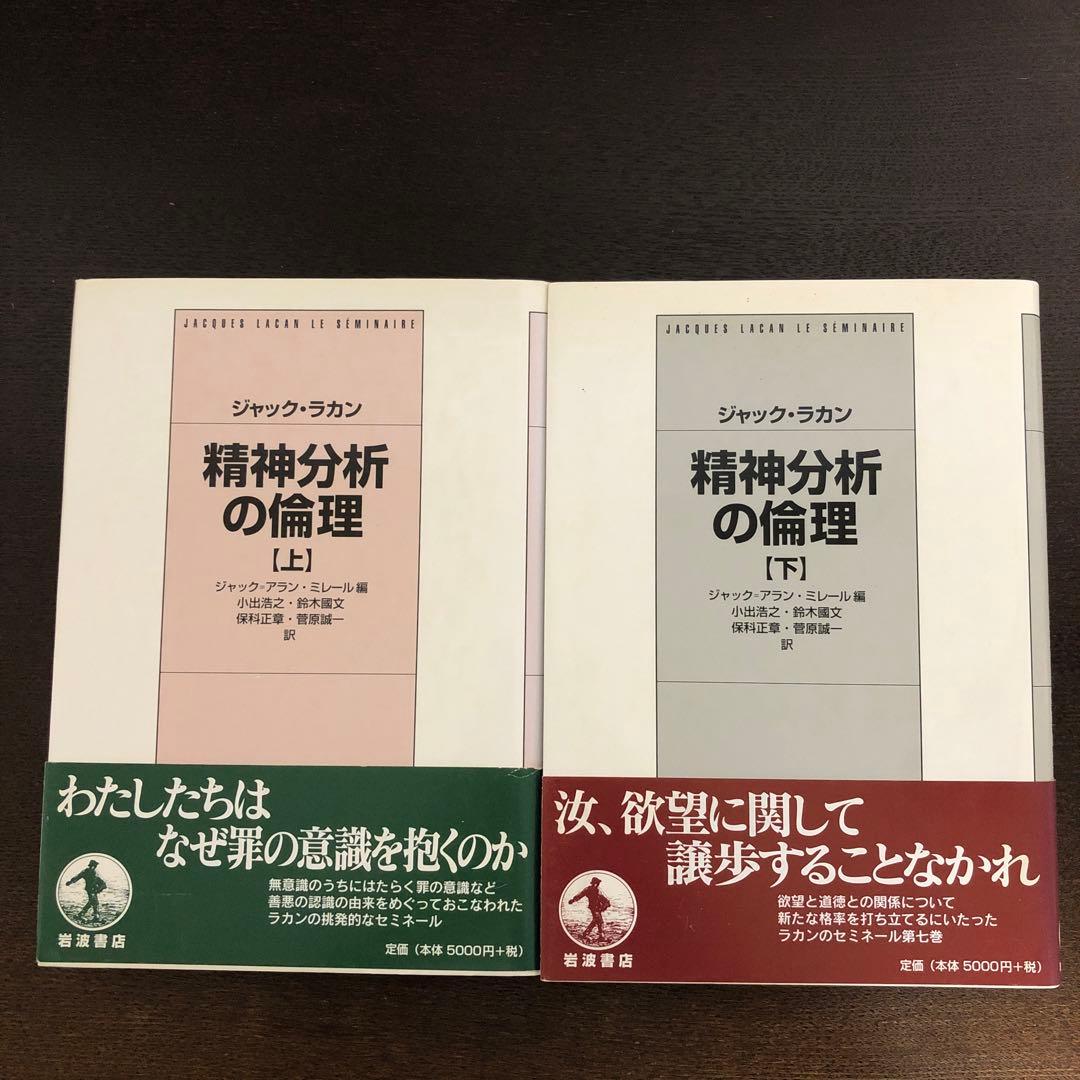 JACQUES LACAN LE SÉMINAIRE
ジャック・ラカン
精神分析
の倫理
【上】
ジャック=アラン・ミレール編
小出浩之・鈴木國文
保科正章・菅原誠一
訳
わたしたちは
なぜ罪の意識を抱くのか
無意識のうちにはたらく罪の意識など
善悪の認識の由来をめぐっておこなわれた
ラカンの挑発的なセミネール
岩波書店
定価(本体5000円+税)
JACQUES LACAN LE SÉMINAIRE
ジャック・ラカン
精神分析
の倫理
【下】
ジャック=アラン・ミレール編
小出浩之・鈴木國文
保科正章・菅原誠一
訳
汝、欲望に関して
譲歩することなかれ
欲望と道徳との関係について
新たな格率を打ち立てるにいたった
ラカンのセミネール第七巻
岩波書店
定価(本体5000円+税)